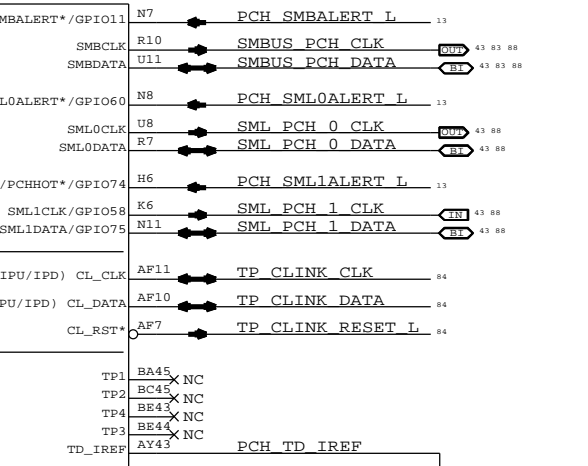 MBALERT*/GPIO11 N7 PCH_SMBALERT_L 13
SMBCLK R10 SMBUS_PCH_CLK OUT 43 83 88
SMBDATA U11 SMBUS_PCH_DATA BI 43 83 88
L0ALERT*/GPIO60 N8 PCH_SML0ALERT_L 13
SML0CLK U8 SML_PCH_0_CLK OUT 43 88
SML0DATA R7 SML_PCH_0_DATA BI 43 88
/PCHHOT*/GPIO74 H6 PCH_SML1ALERT_L 13
SML1CLK/GPIO58 K6 SML_PCH_1_CLK IN 43 88
SML1DATA/GPIO75 N11 SML_PCH_1_DATA BI 43 88
IPU/IPD) CL_CLK AF11 TP_CLINK_CLK 84
PU/IPD) CL_DATA AF10 TP_CLINK_DATA 84
CL_RST* AF7 TP_CLINK_RESET_L 84
TP1 BA45 NC
TP2 BC45 NC
TP4 BE43 NC
TP3 BE44 NC
TD_IREF AY43 PCH_TD_IREF